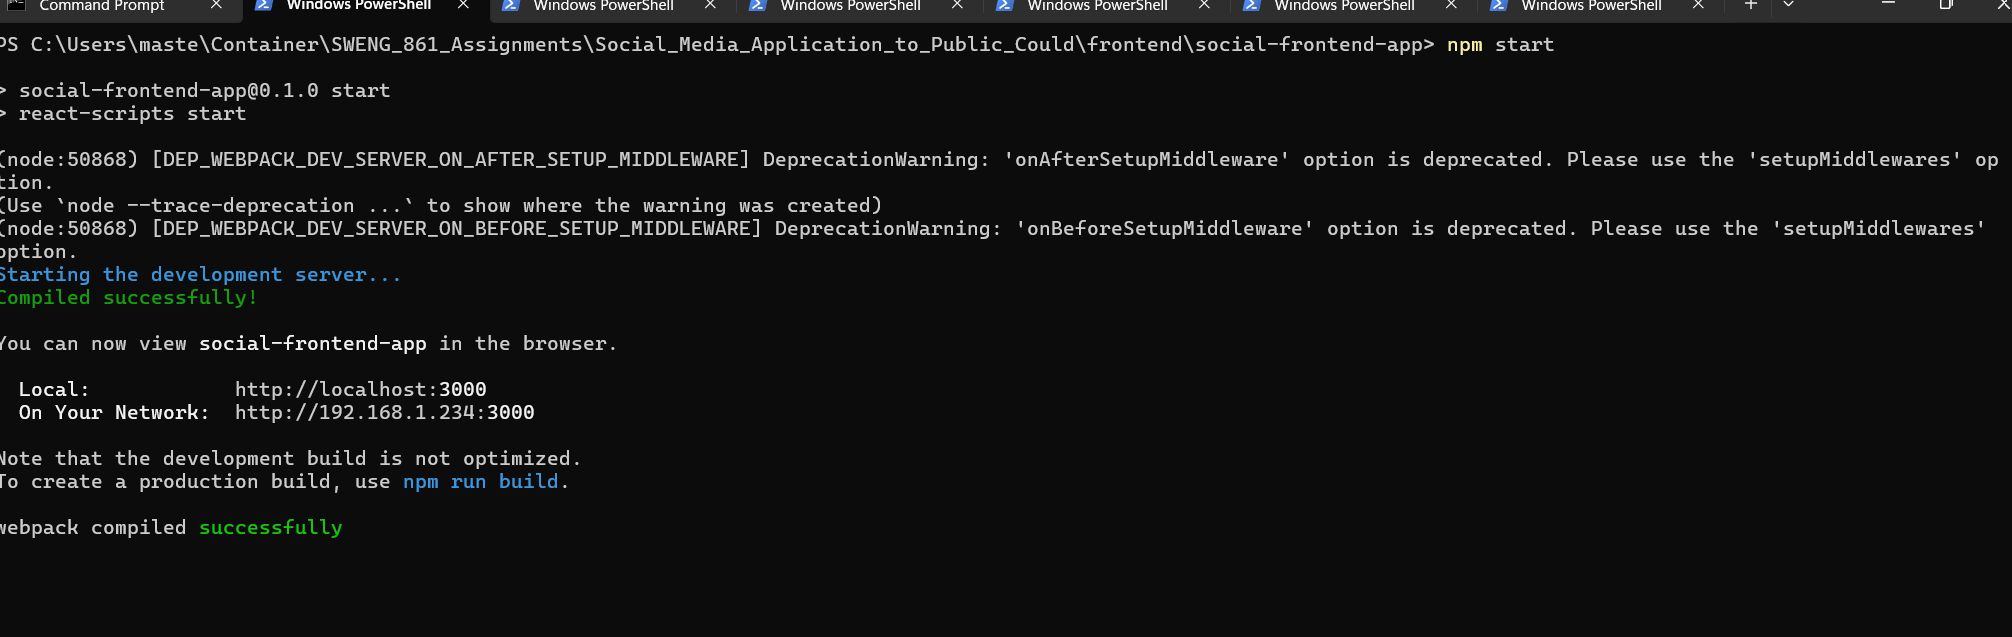 Command Prompt
Windows PowerShell
Windows PowerShell
Windows PowerShell
Windows PowerShell
Windows PowerShell
Windows PowerShell
PS C:\Users\maste\Container\SWENG_861_Assignments\Social_Media_Application_to_Public_Could\frontend\social-frontend-app> npm start
> social-frontend-app@0.1.0 start
> react-scripts start
(node:50868) [DEP_WEBPACK_DEV_SERVER_ON_AFTER_SETUP_MIDDLEWARE] DeprecationWarning: 'onAfterSetupMiddleware' option is deprecated. Please use the 'setupMiddlewares' op
tion.
(Use `node --trace-deprecation ...` to show where the warning was created)
(node:50868) [DEP_WEBPACK_DEV_SERVER_ON_BEFORE_SETUP_MIDDLEWARE] DeprecationWarning: 'onBeforeSetupMiddleware' option is deprecated. Please use the 'setupMiddlewares'
option.
Starting the development server...
Compiled successfully!
You can now view social-frontend-app in the browser.
Local: http://localhost:3000
On Your Network: http://192.168.1.234:3000
Note that the development build is not optimized.
To create a production build, use npm run build.
webpack compiled successfully